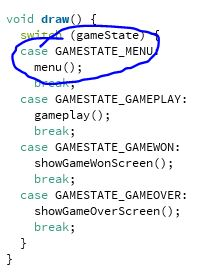 void draw() {
switch (gameState) {
case GAMESTATE_MENU:
menu();
break;
case GAMESTATE_GAMEPLAY:
gameplay();
break;
case GAMESTATE_GAMEWON:
showGameWonScreen();
break;
case GAMESTATE_GAMEOVER:
showGameOverScreen();
break;
}
}